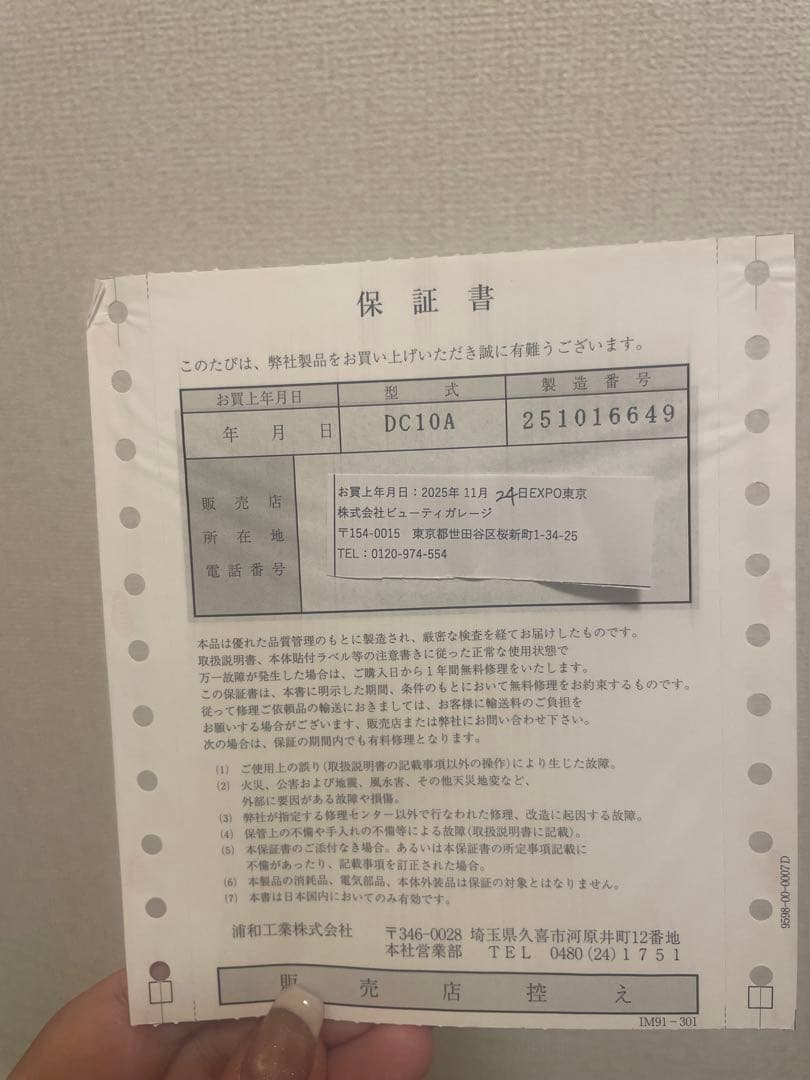 保証書
このたびは、弊社製品をお買い上げいただき誠に有難うございます。
お買上年月日 型式 製造番号
年 月 日 DC10A 251016649
販売店
所在地
電話番号
お買上年月日：2025年 11月 24日EXPO東京
株式会社ビューティガレージ
〒154-0015 東京都世田谷区桜新町1-34-25
TEL：0120-974-554
本品は優れた品質管理のもとに製造され、厳密な検査を経てお届けしたものです。
取扱説明書、本体貼付ラベル等の注意書きに従った正常な使用状態で
万一故障が発生した場合は、ご購入日から１年間無料修理をいたします。
この保証書は、本書に明示した期間、条件のもとにおいて無料修理をお約束するものです。
従って修理ご依頼品の輸送におきましては、お客様に輸送料のご負担を
お願いする場合がございます、販売店または弊社にお問い合わせ下さい。
次の場合は、保証の期間内でも有料修理となります。
(1) ご使用上の誤り(取扱説明書の記載事項以外の操作)により生じた故障。
(2) 火災、公害および地震、風水害、その他天災地変など、
外部に要因がある故障や損傷。
(3) 弊社が指定する修理センター以外で行なわれた修理、改造に起因する故障。
(4) 保管上の不備や手入れの不備等による故障(取扱説明書に記載)。
(5) 本保証書のご添付なき場合。あるいは本保証書の所定事項記載に
不備があったり、記載事項を訂正された場合。
(6) 本製品の消耗品、電気部品、本体外装品は保証の対象とはなりません。
(7) 本書は日本国内においてのみ有効です。
浦和工業株式会社 〒346-0028 埼玉県久喜市河原井町12番地
本社営業部 ＴＥＬ 0480(24)１７５１
販売店控え
IM91－301
9598-00-0007D